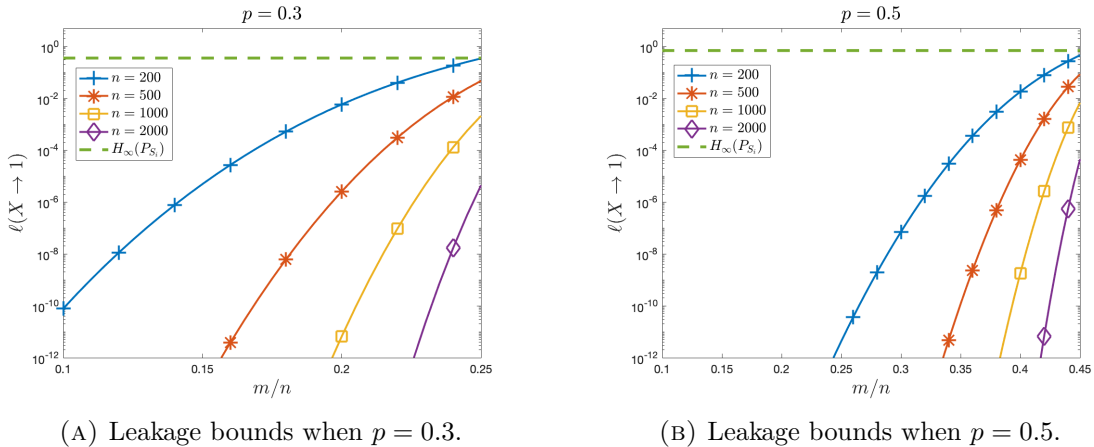 p = 0.3
10^0
10^-2
10^-4
10^-6
10^-8
10^-10
10^-12
ℓ(X → 1)
n = 200
n = 500
n = 1000
n = 2000
H_∞(P_{S_i})
0.1 0.15 0.2 0.25
m/n
(A) Leakage bounds when p = 0.3.
p = 0.5
10^0
10^-2
10^-4
10^-6
10^-8
10^-10
10^-12
ℓ(X → 1)
n = 200
n = 500
n = 1000
n = 2000
H_∞(P_{S_i})
0.1 0.15 0.2 0.25 0.3 0.35 0.4 0.45
m/n
(B) Leakage bounds when p = 0.5.